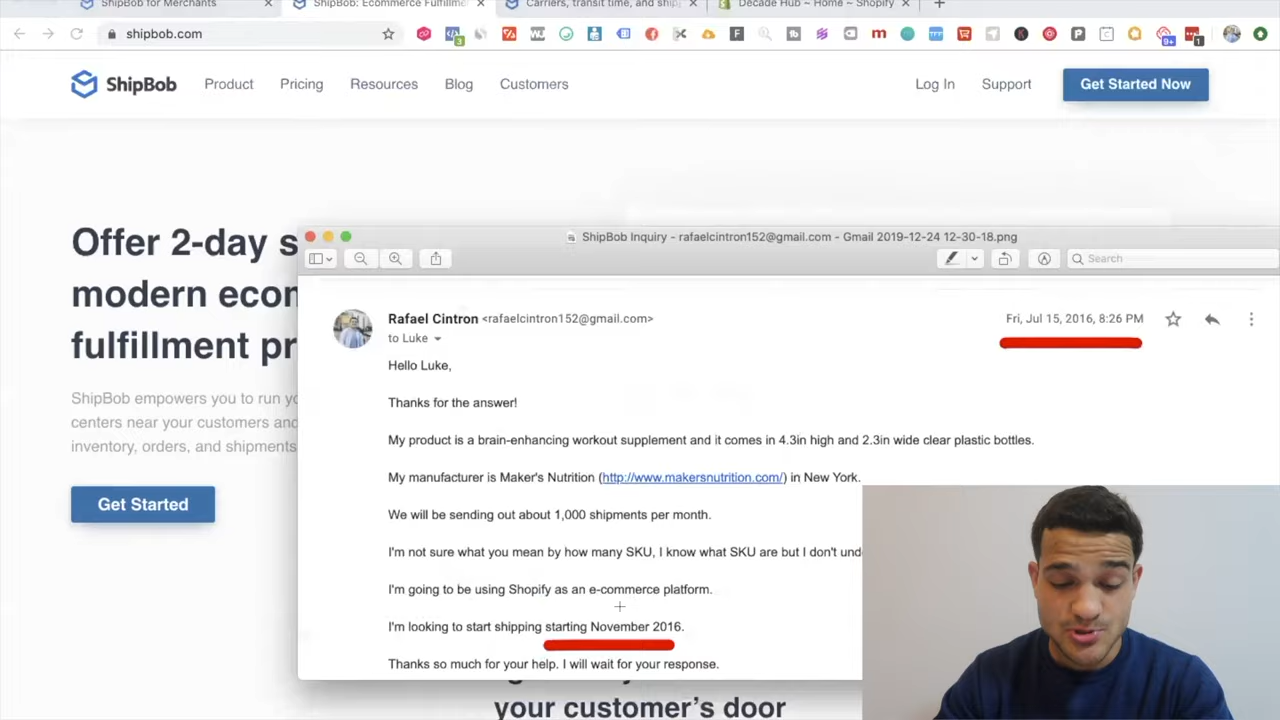 ShipBob for Merchants
ShipBob: Ecommerce Fulfillme
Carriers, transit time, and ship
Decade Hub ~ Home ~ Shopify
shipbob.com
ShipBob
Product
Pricing
Resources
Blog
Customers
Log In
Support
Get Started Now
Offer 2-day s
modern econ
fulfillment pr
ShipBob empowers you to run yo
centers near your customers and
inventory, orders, and shipments
Get Started
ShipBob Inquiry - rafaelcintron152@gmail.com - Gmail 2019-12-24 12-30-18.png
Search
Rafael Cintron <rafaelcintron152@gmail.com>
Fri, Jul 15, 2016, 8:26 PM
to Luke
Hello Luke,
Thanks for the answer!
My product is a brain-enhancing workout supplement and it comes in 4.3in high and 2.3in wide clear plastic bottles.
My manufacturer is Maker's Nutrition (http://www.makersnutrition.com/) in New York.
We will be sending out about 1,000 shipments per month.
I'm not sure what you mean by how many SKU, I know what SKU are but I don't und
I'm going to be using Shopify as an e-commerce platform.
I'm looking to start shipping starting November 2016.
Thanks so much for your help. I will wait for your response.
your customer's door